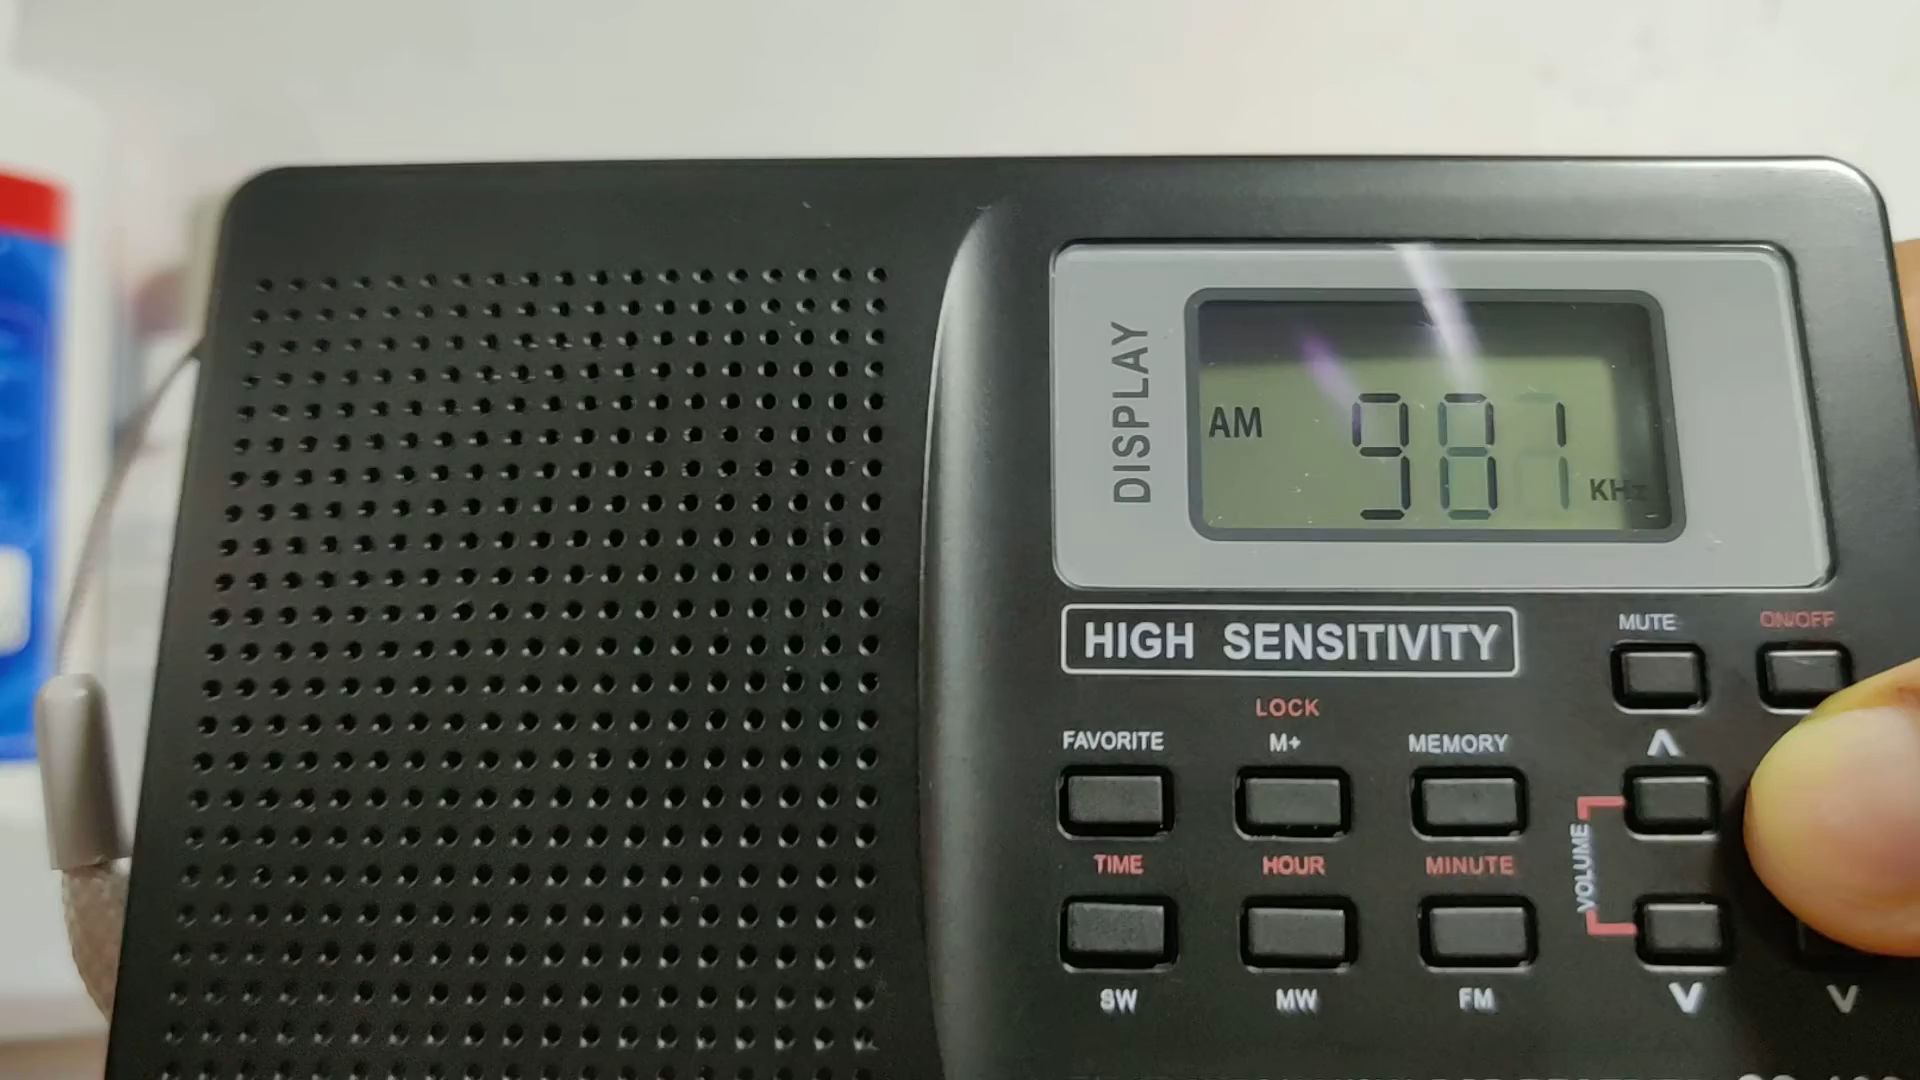 DISPLAY
AM 981 KHz
HIGH SENSITIVITY
MUTE ON/OFF
LOCK
FAVORITE M+ MEMORY
TIME HOUR MINUTE
VOLUME
SW MW FM